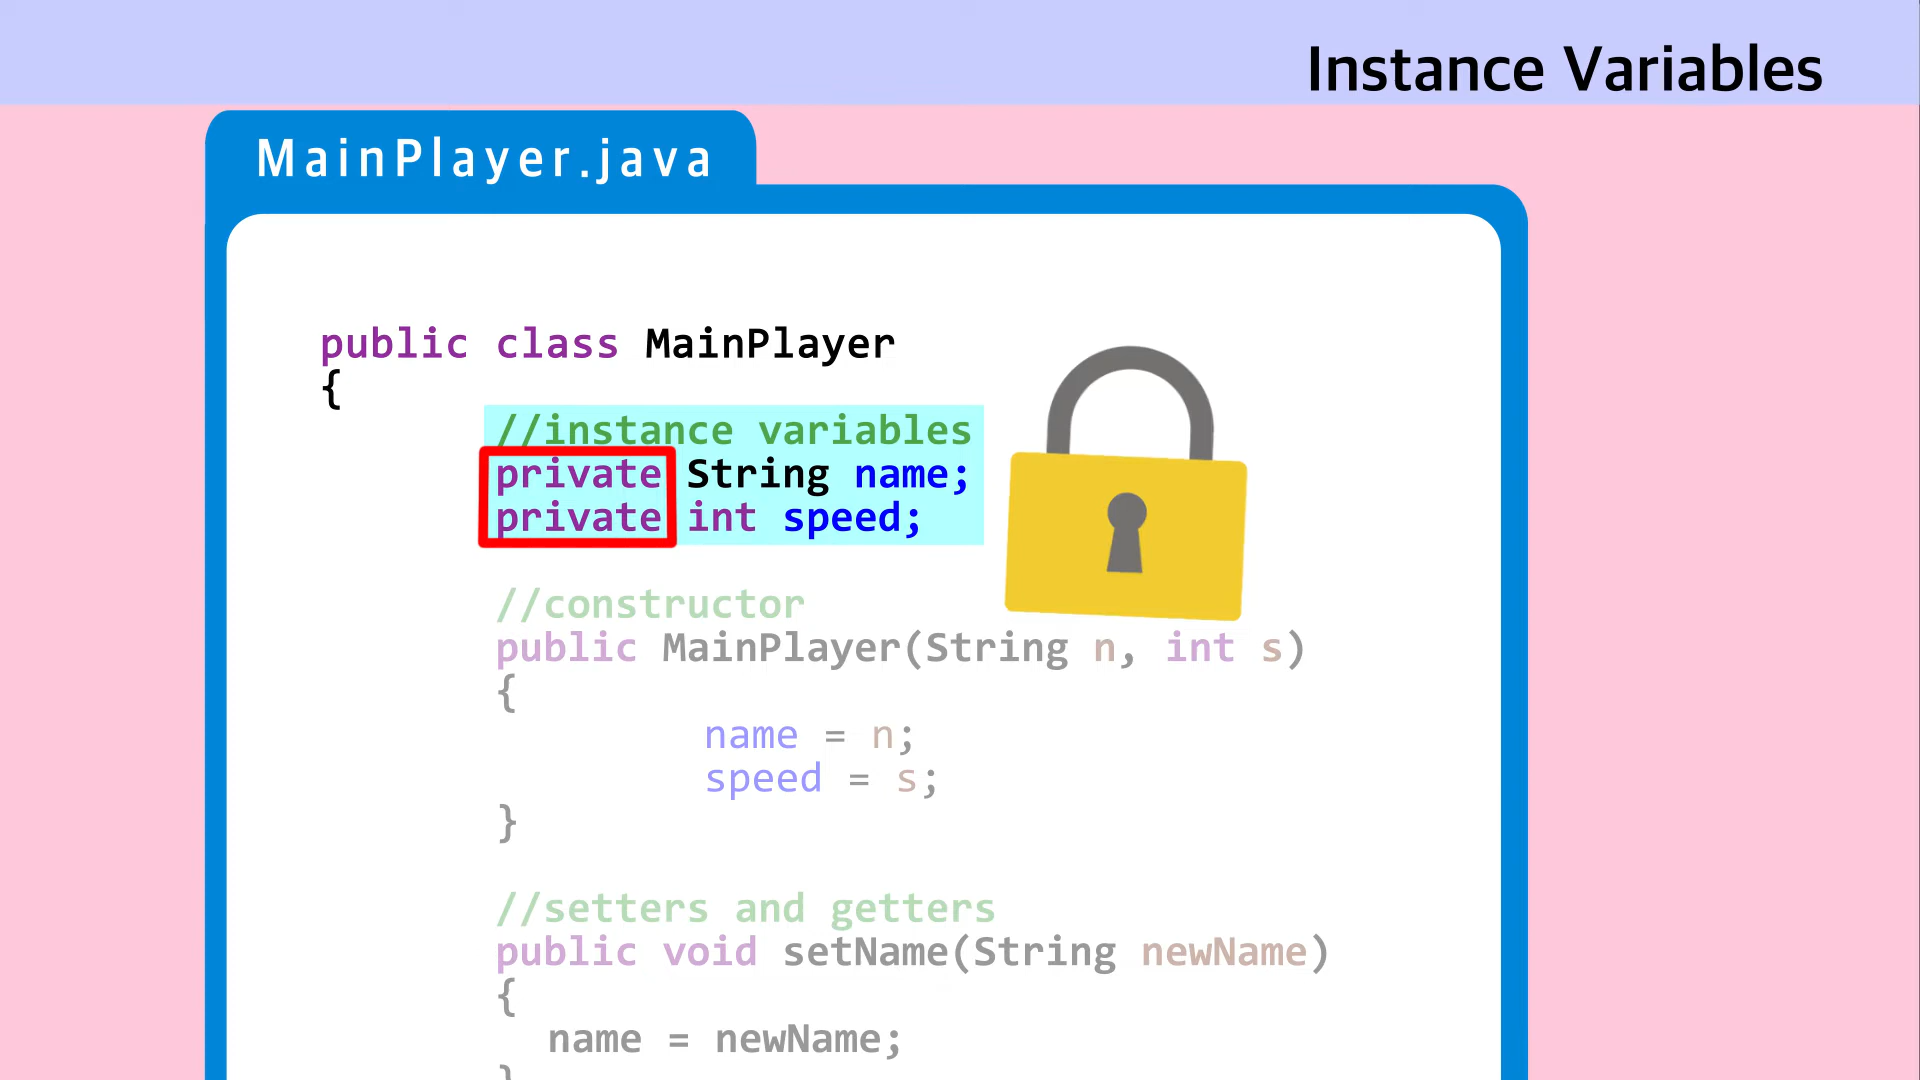 Instance Variables
MainPlayer.java
public class MainPlayer
{
//instance variables
private String name;
private int speed;
//constructor
public MainPlayer(String n, int s)
{
name = n;
speed = s;
}
//setters and getters
public void setName(String newName)
{
name = newName;
}